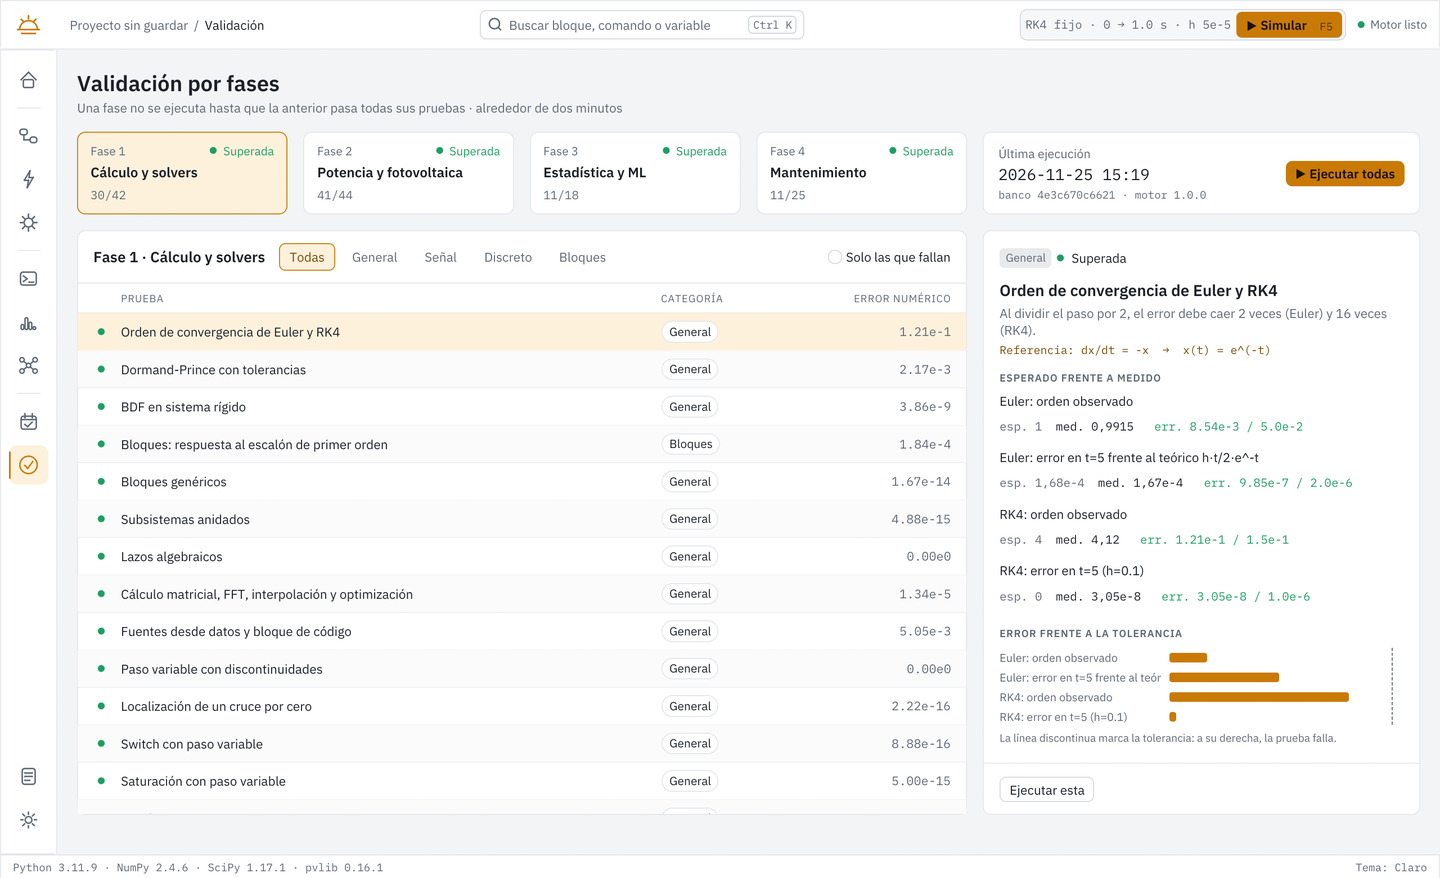 Proyecto sin guardar / Validación
Buscar bloque, comando o variable Ctrl K
RK4 fijo · 0 → 1.0 s · h 5e-5
▶ Simular F5
Motor listo
Validación por fases
Una fase no se ejecuta hasta que la anterior pasa todas sus pruebas · alrededor de dos minutos
Fase 1 Superada
Cálculo y solvers
30/42
Fase 2 Superada
Potencia y fotovoltaica
41/44
Fase 3 Superada
Estadística y ML
11/18
Fase 4 Superada
Mantenimiento
11/25
Última ejecución
2026-11-25 15:19
banco 4e3c670c6621 · motor 1.0.0
▶ Ejecutar todas
Fase 1 · Cálculo y solvers Todas General Señal Discreto Bloques Solo las que fallan
PRUEBA CATEGORÍA ERROR NUMÉRICO
Orden de convergencia de Euler y RK4 General 1.21e-1
Dormand-Prince con tolerancias General 2.17e-3
BDF en sistema rígido General 3.86e-9
Bloques: respuesta al escalón de primer orden Bloques 1.84e-4
Bloques genéricos General 1.67e-14
Subsistemas anidados General 4.88e-15
Lazos algebraicos General 0.00e0
Cálculo matricial, FFT, interpolación y optimización General 1.34e-5
Fuentes desde datos y bloque de código General 5.05e-3
Paso variable con discontinuidades General 0.00e0
Localización de un cruce por cero General 2.22e-16
Switch con paso variable General 8.88e-16
Saturación con paso variable General 5.00e-15
General Superada
Orden de convergencia de Euler y RK4
Al dividir el paso por 2, el error debe caer 2 veces (Euler) y 16 veces
(RK4).
Referencia: dx/dt = -x → x(t) = e^(-t)
ESPERADO FRENTE A MEDIDO
Euler: orden observado
esp. 1 med. 0,9915 err. 8.54e-3 / 5.0e-2
Euler: error en t=5 frente al teórico h·t/2·e^-t
esp. 1,68e-4 med. 1,67e-4 err. 9.85e-7 / 2.0e-6
RK4: orden observado
esp. 4 med. 4,12 err. 1.21e-1 / 1.5e-1
RK4: error en t=5 (h=0.1)
esp. 0 med. 3,05e-8 err. 3.05e-8 / 1.0e-6
ERROR FRENTE A LA TOLERANCIA
Euler: orden observado
Euler: error en t=5 frente al teór
RK4: orden observado
RK4: error en t=5 (h=0.1)
La línea discontinua marca la tolerancia: a su derecha, la prueba falla.
Ejecutar esta
Python 3.11.9 · NumPy 2.4.6 · SciPy 1.17.1 · pvlib 0.16.1
Tema: Claro